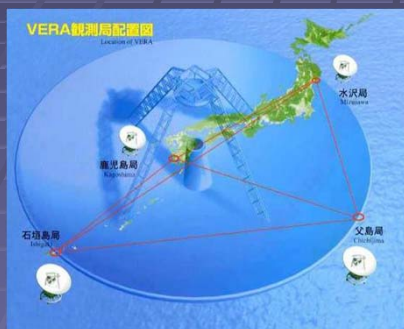 VERA観測局配置図
Location of VERA
水沢局
Mizusawa
鹿児島局
Kagoshima
石垣島局
Ishigaki
父島局
Chichijima